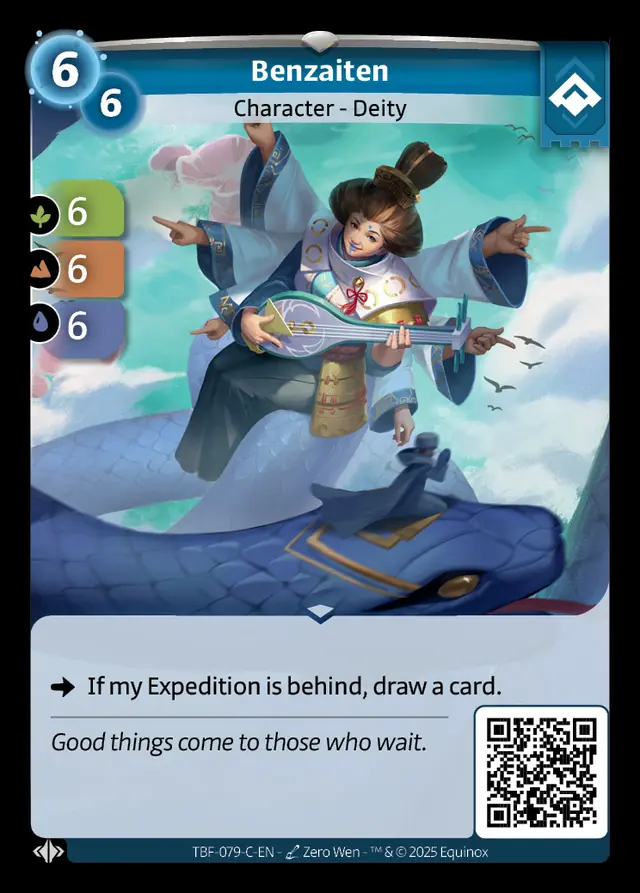 6
Benzaiten
6
Character - Deity
6
6
6
If my Expedition is behind, draw a card.
Good things come to those who wait.
TBF-079-C-EN - Zero Wen - ™ & © 2025 Equinox